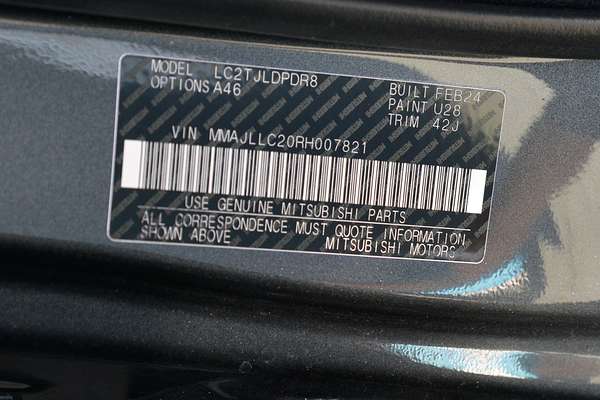 MODEL LC2TJLDPDR8 BUILT FEB24
OPTIONS A46 PAINT U28
TRIM 42J
VIN MMAJLLC20RH007821
USE GENUINE MITSUBISHI PARTS
ALL CORRESPONDENCE MUST QUOTE INFORMATION
SHOWN ABOVE MITSUBISHI MOTORS